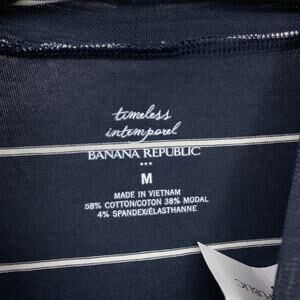 timeless
intemporel
BANANA REPUBLIC
***
M
MADE IN VIETNAM
58% COTTON/COTON 38% MODAL
4% SPANDEX/ÉLASTHANNE